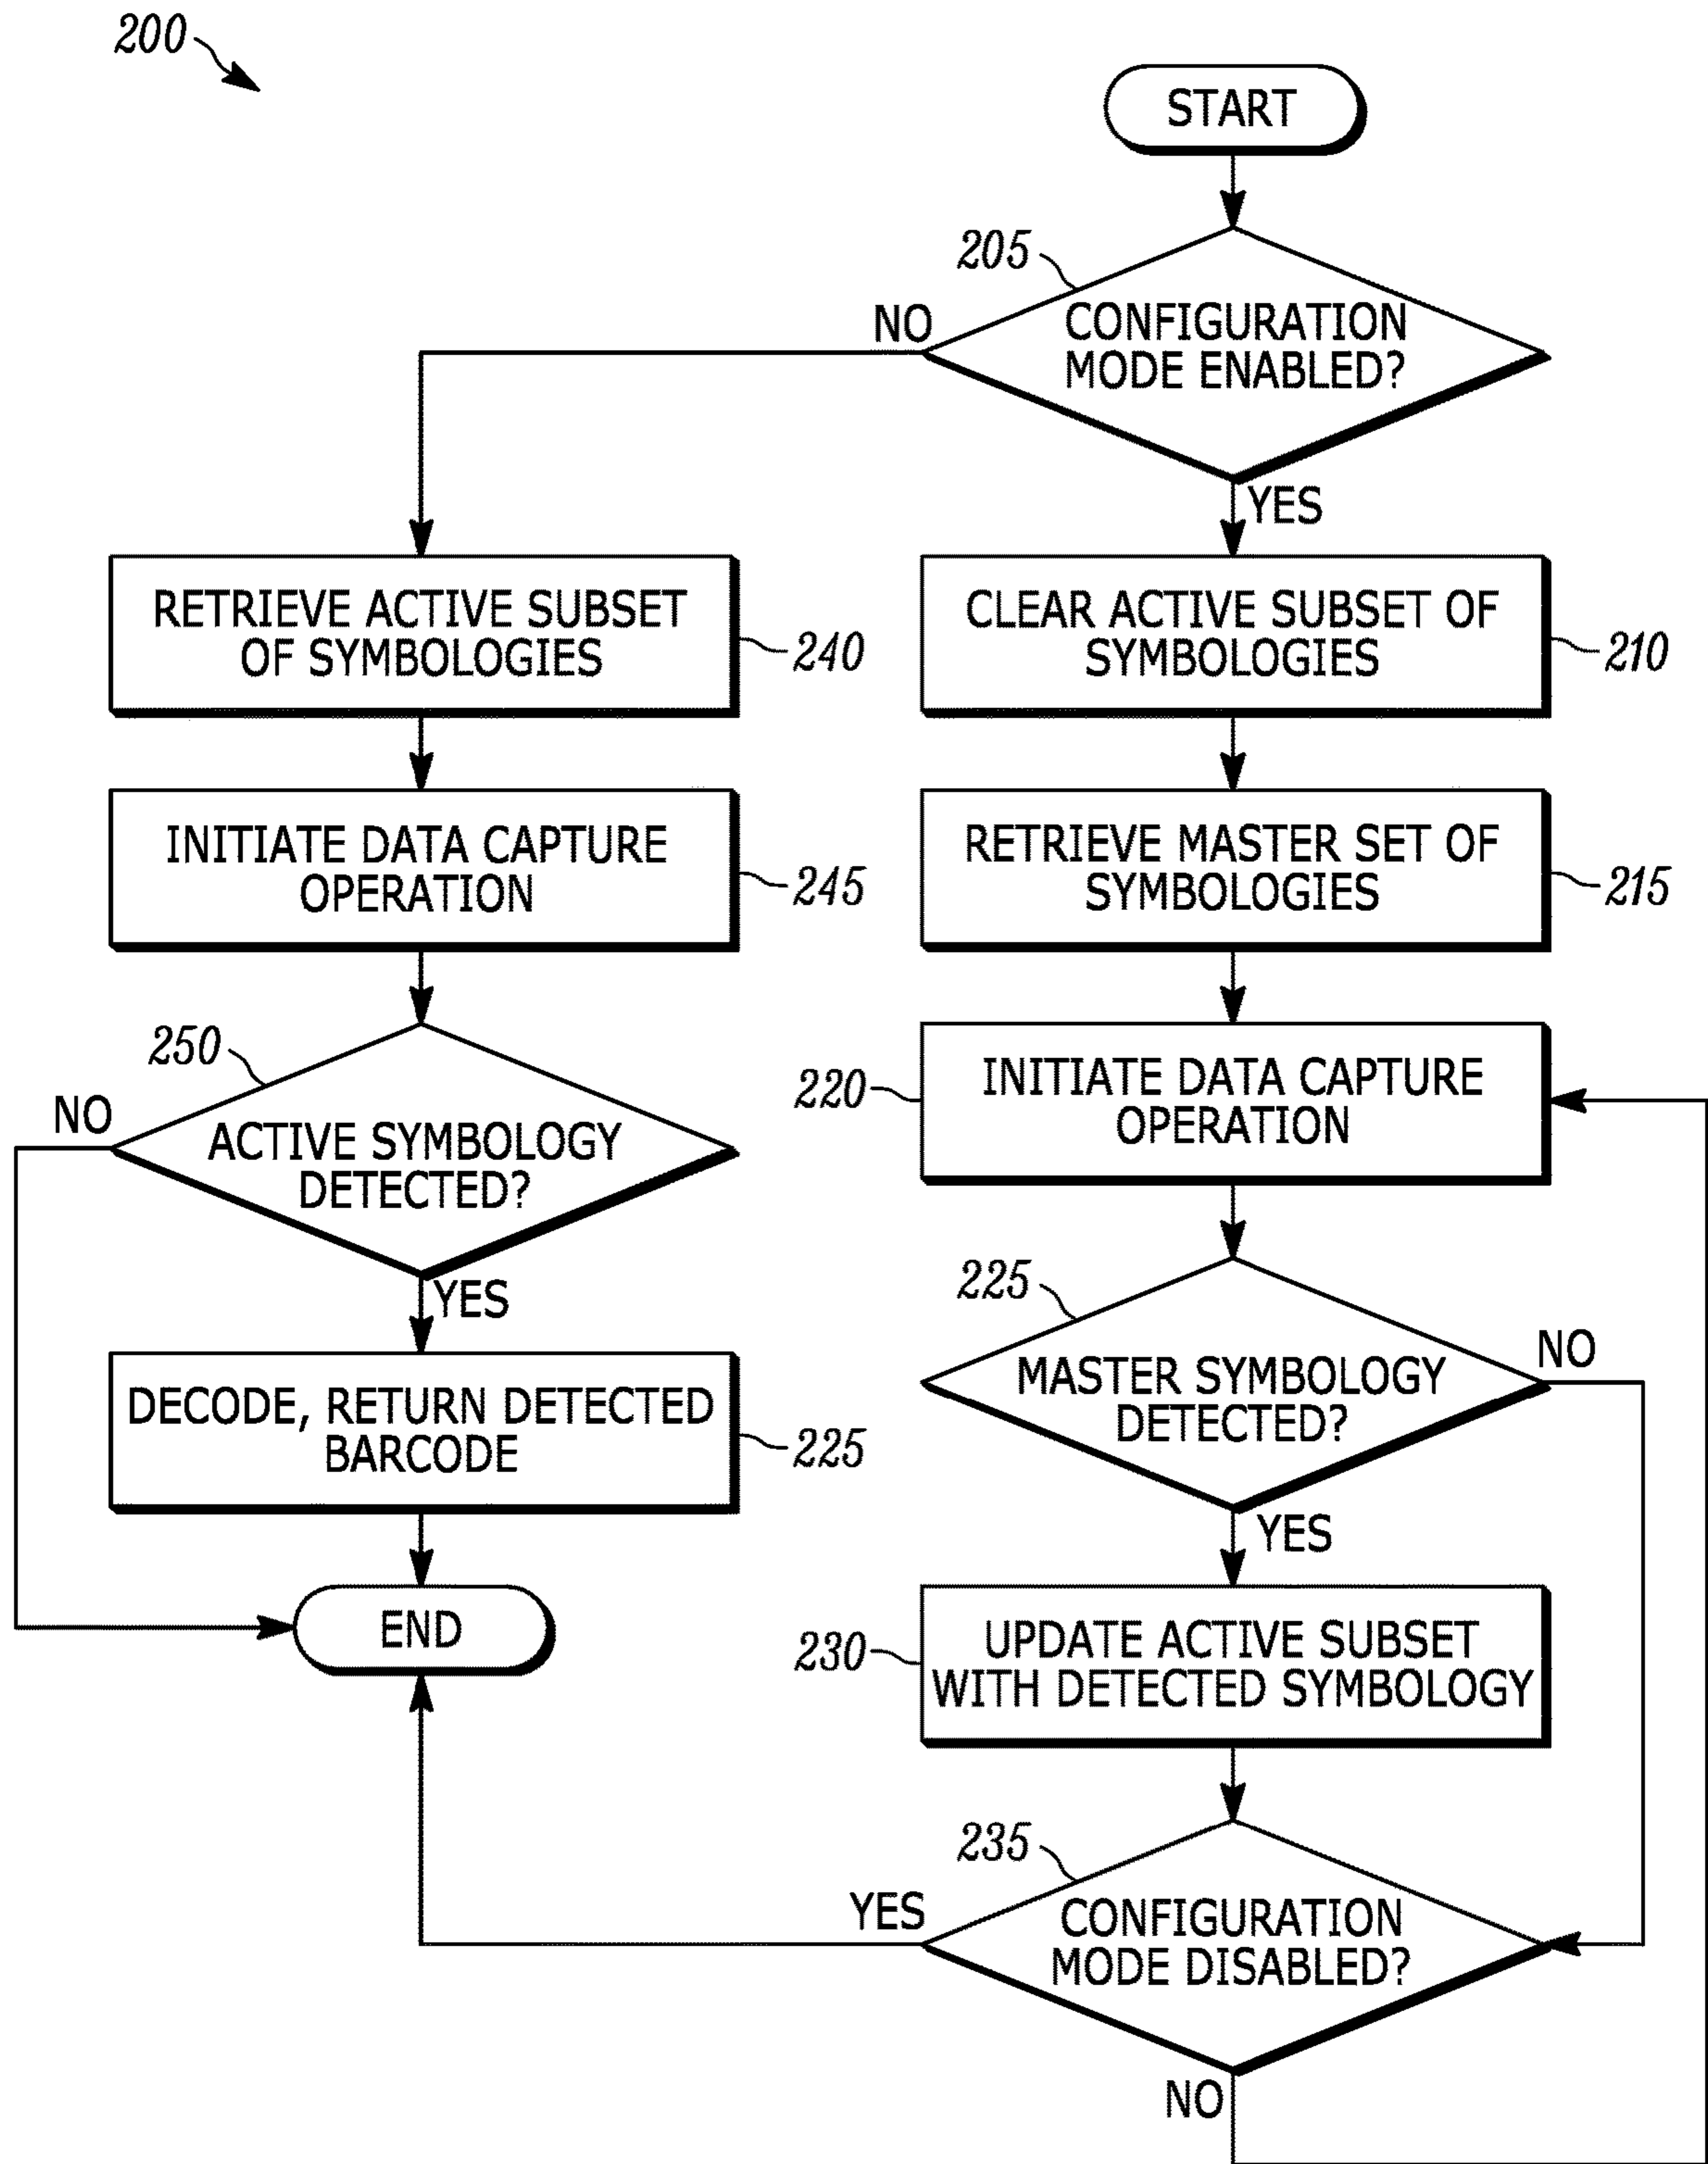 200
START
205
NO
CONFIGURATION
MODE ENABLED?
YES
RETRIEVE ACTIVE SUBSET
OF SYMBOLOGIES
240
CLEAR ACTIVE SUBSET OF
SYMBOLOGIES
210
INITIATE DATA CAPTURE
OPERATION
245
RETRIEVE MASTER SET OF
SYMBOLOGIES
215
250
NO
ACTIVE SYMBOLOGY
DETECTED?
YES
220
INITIATE DATA CAPTURE
OPERATION
225
MASTER SYMBOLOGY
DETECTED?
NO
YES
DECODE, RETURN DETECTED
BARCODE
225
END
230
UPDATE ACTIVE SUBSET
WITH DETECTED SYMBOLOGY
235
YES
CONFIGURATION
MODE DISABLED?
NO